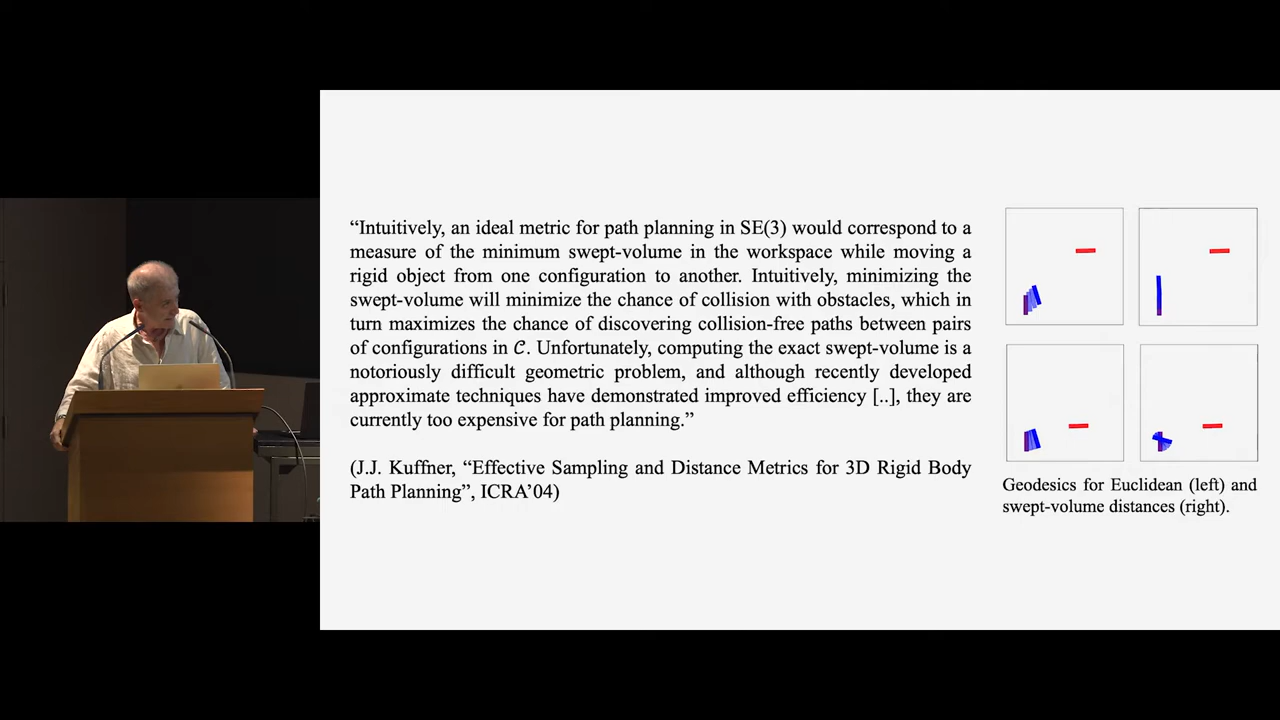 “Intuitively, an ideal metric for path planning in SE(3) would correspond to a
measure of the minimum swept-volume in the workspace while moving a
rigid object from one configuration to another. Intuitively, minimizing the
swept-volume will minimize the chance of collision with obstacles, which in
turn maximizes the chance of discovering collision-free paths between pairs
of configurations in 𝒞. Unfortunately, computing the exact swept-volume is a
notoriously difficult geometric problem, and although recently developed
approximate techniques have demonstrated improved efficiency [..], they are
currently too expensive for path planning.”
(J.J. Kuffner, “Effective Sampling and Distance Metrics for 3D Rigid Body
Path Planning”, ICRA’04)
Geodesics for Euclidean (left) and
swept-volume distances (right).